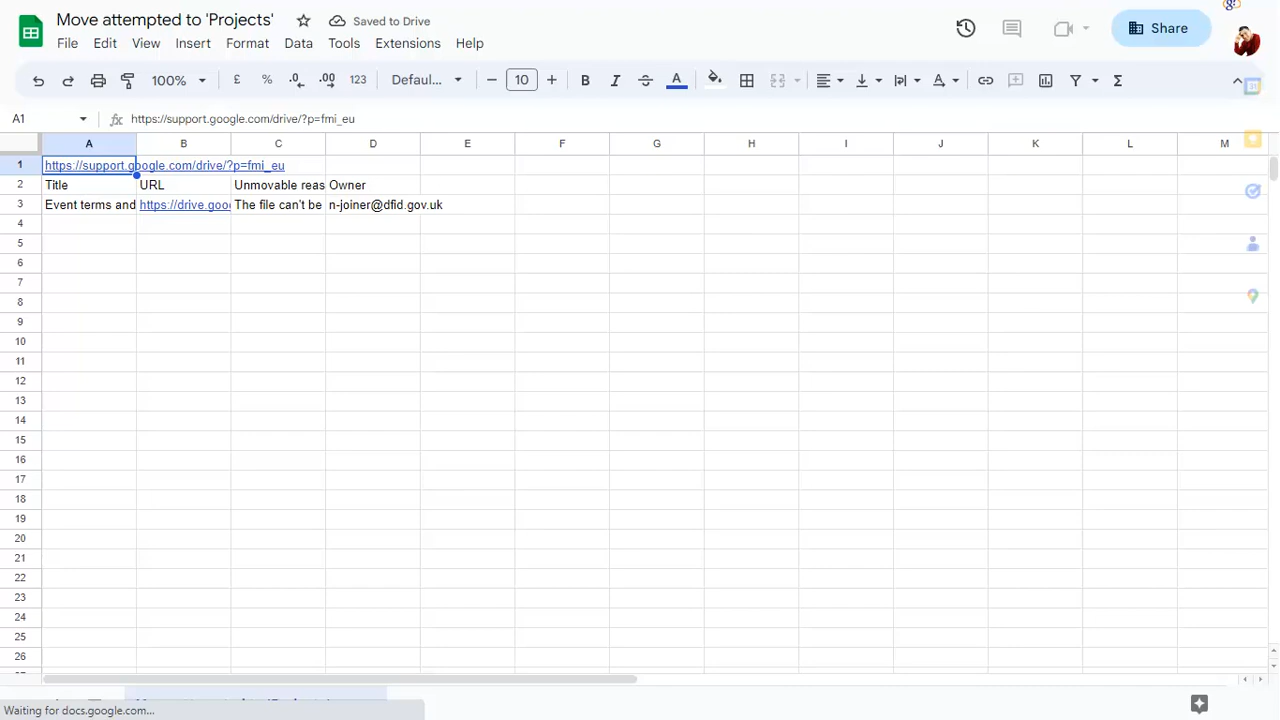 Move attempted to 'Projects' Saved to Drive
File Edit View Insert Format Data Tools Extensions Help
Share
100% £ % .0 .00 123 Defaul... 10 B I S A A Σ
A1 fx https://support.google.com/drive/?p=fmi_eu
A B C D E F G H I J K L M
1 https://support.google.com/drive/?p=fmi_eu
2 Title URL Unmovable reas Owner
3 Event terms and https://drive.goo The file can't be n-joiner@dfid.gov.uk
4
5
6
7
8
9
10
11
12
13
14
15
16
17
18
19
20
21
22
23
24
25
26
Waiting for docs.google.com...